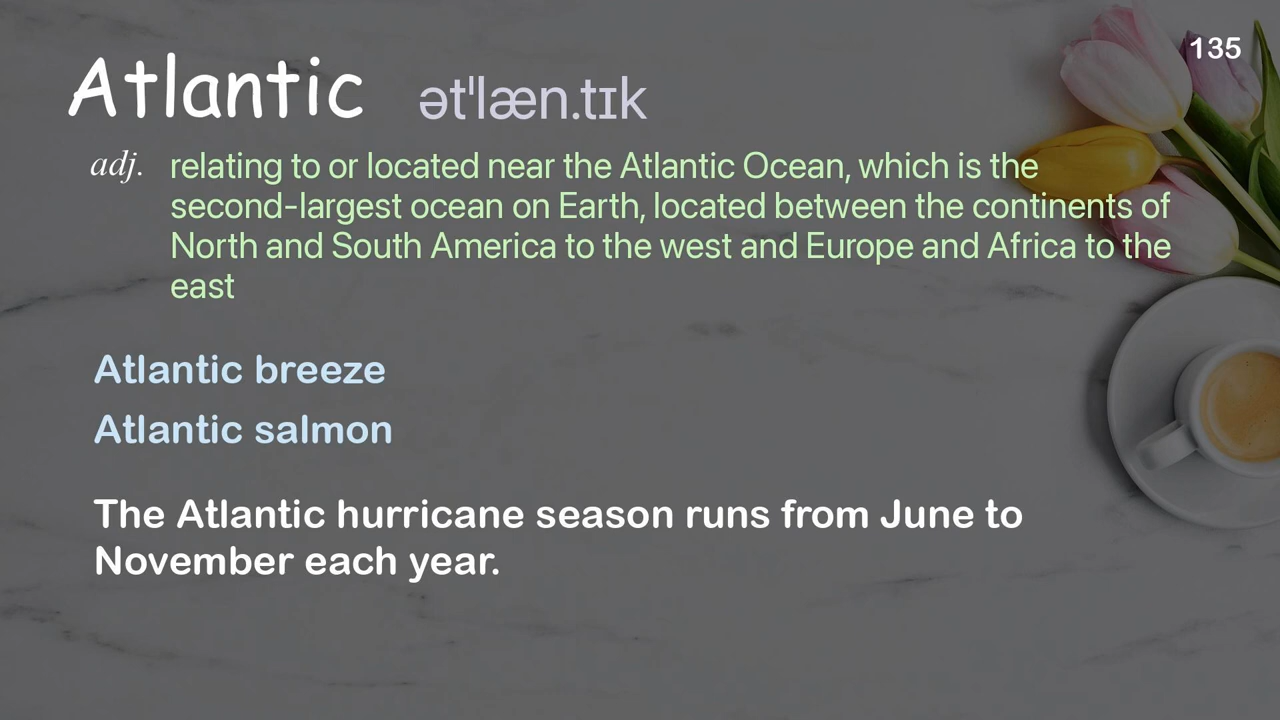 135
Atlantic ətˈlæn.tɪk
adj. relating to or located near the Atlantic Ocean, which is the
second-largest ocean on Earth, located between the continents of
North and South America to the west and Europe and Africa to the
east
Atlantic breeze
Atlantic salmon
The Atlantic hurricane season runs from June to
November each year.